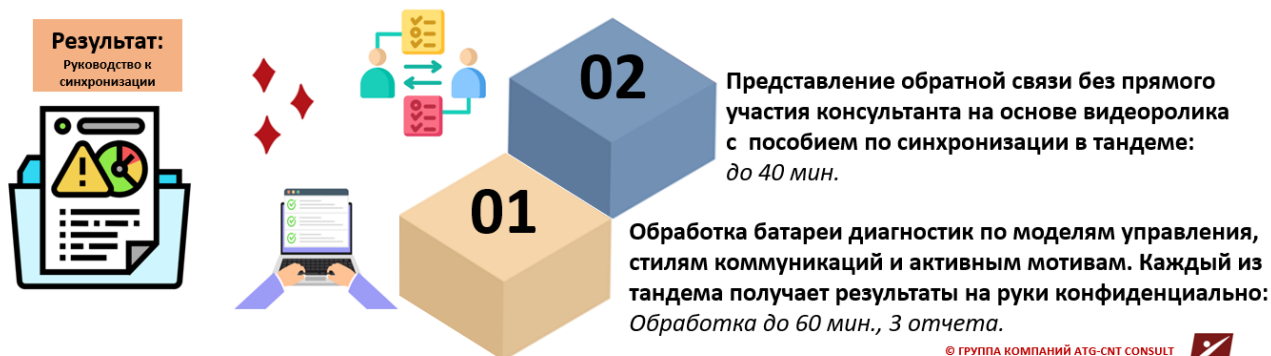 Результат:
Руководство к
синхронизации
02
Представление обратной связи без прямого
участия консультанта на основе видеоролика
с пособием по синхронизации в тандеме:
до 40 мин.
01
Обработка батареи диагностик по моделям управления,
стилям коммуникаций и активным мотивам. Каждый из
тандема получает результаты на руки конфиденциально:
Обработка до 60 мин., 3 отчета.
© ГРУППА КОМПАНИЙ ATG-CNT CONSULT